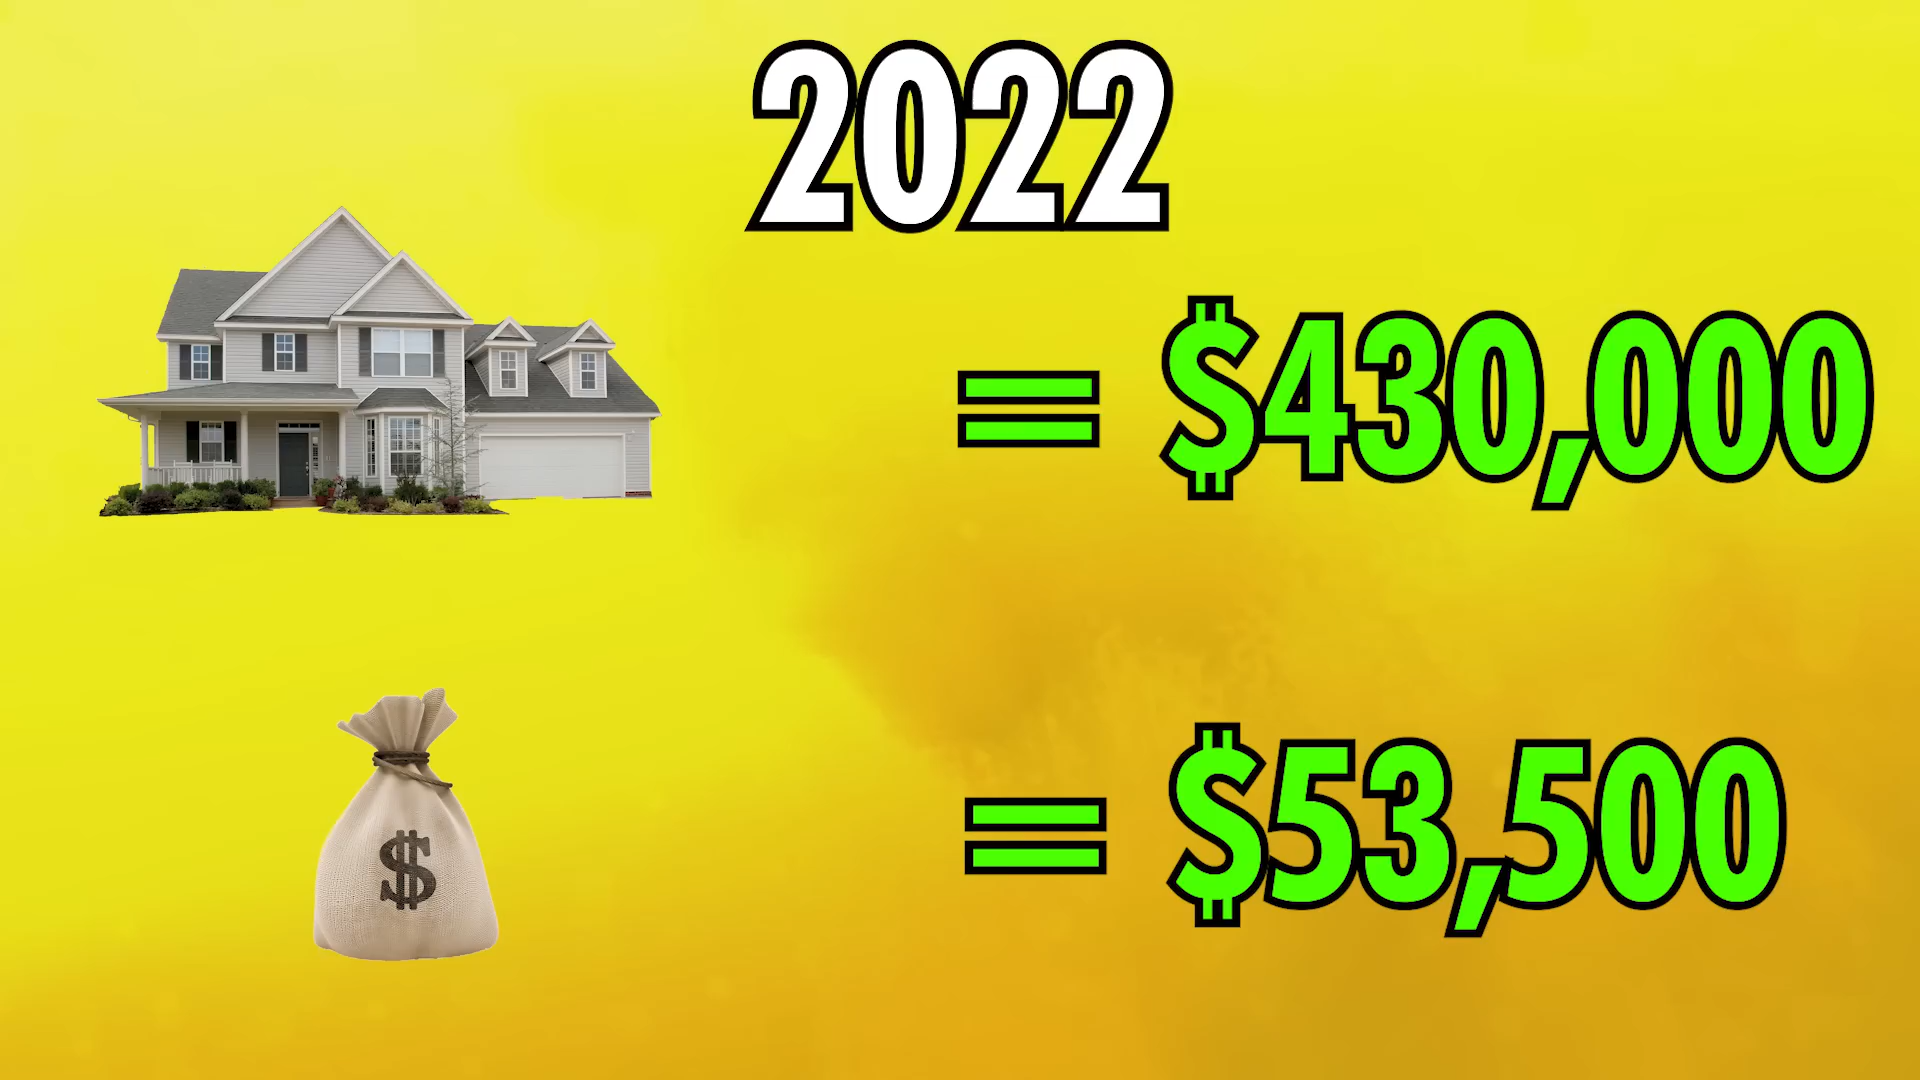 2022
= $430,000
$
= $53,500